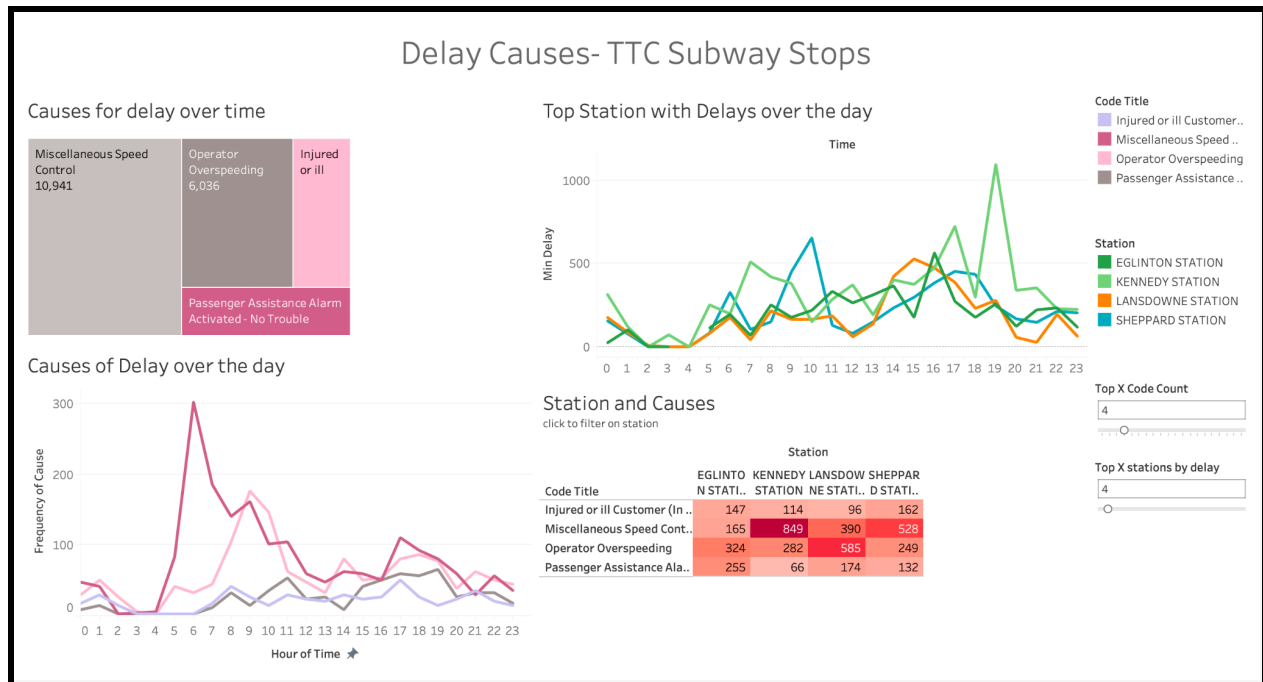 Delay Causes- TTC Subway Stops
Causes for delay over time
Miscellaneous Speed
Control
10,941
Operator
Overspeeding
6,036
Injured
or ill
Passenger Assistance Alarm
Activated - No Trouble
Top Station with Delays over the day
Time
Min Delay
1000
500
0
0 1 2 3 4 5 6 7 8 9 10 11 12 13 14 15 16 17 18 19 20 21 22 23
Code Title
Injured or ill Customer..
Miscellaneous Speed ..
Operator Overspeeding
Passenger Assistance ..
Station
EGLINTON STATION
KENNEDY STATION
LANSDOWNE STATION
SHEPPARD STATION
Top X Code Count
4
Top X stations by delay
4
Causes of Delay over the day
Frequency of Cause
300
200
100
0
0 1 2 3 4 5 6 7 8 9 10 11 12 13 14 15 16 17 18 19 20 21 22 23
Hour of Time
Station and Causes
click to filter on station
Station
EGLINTO KENNEDY LANSDOW SHEPPAR
Code Title N STATI.. STATION NE STATI.. D STATI..
Injured or ill Customer (In .. 147 114 96 162
Miscellaneous Speed Cont.. 165 849 390 528
Operator Overspeeding 324 282 585 249
Passenger Assistance Ala.. 255 66 174 132